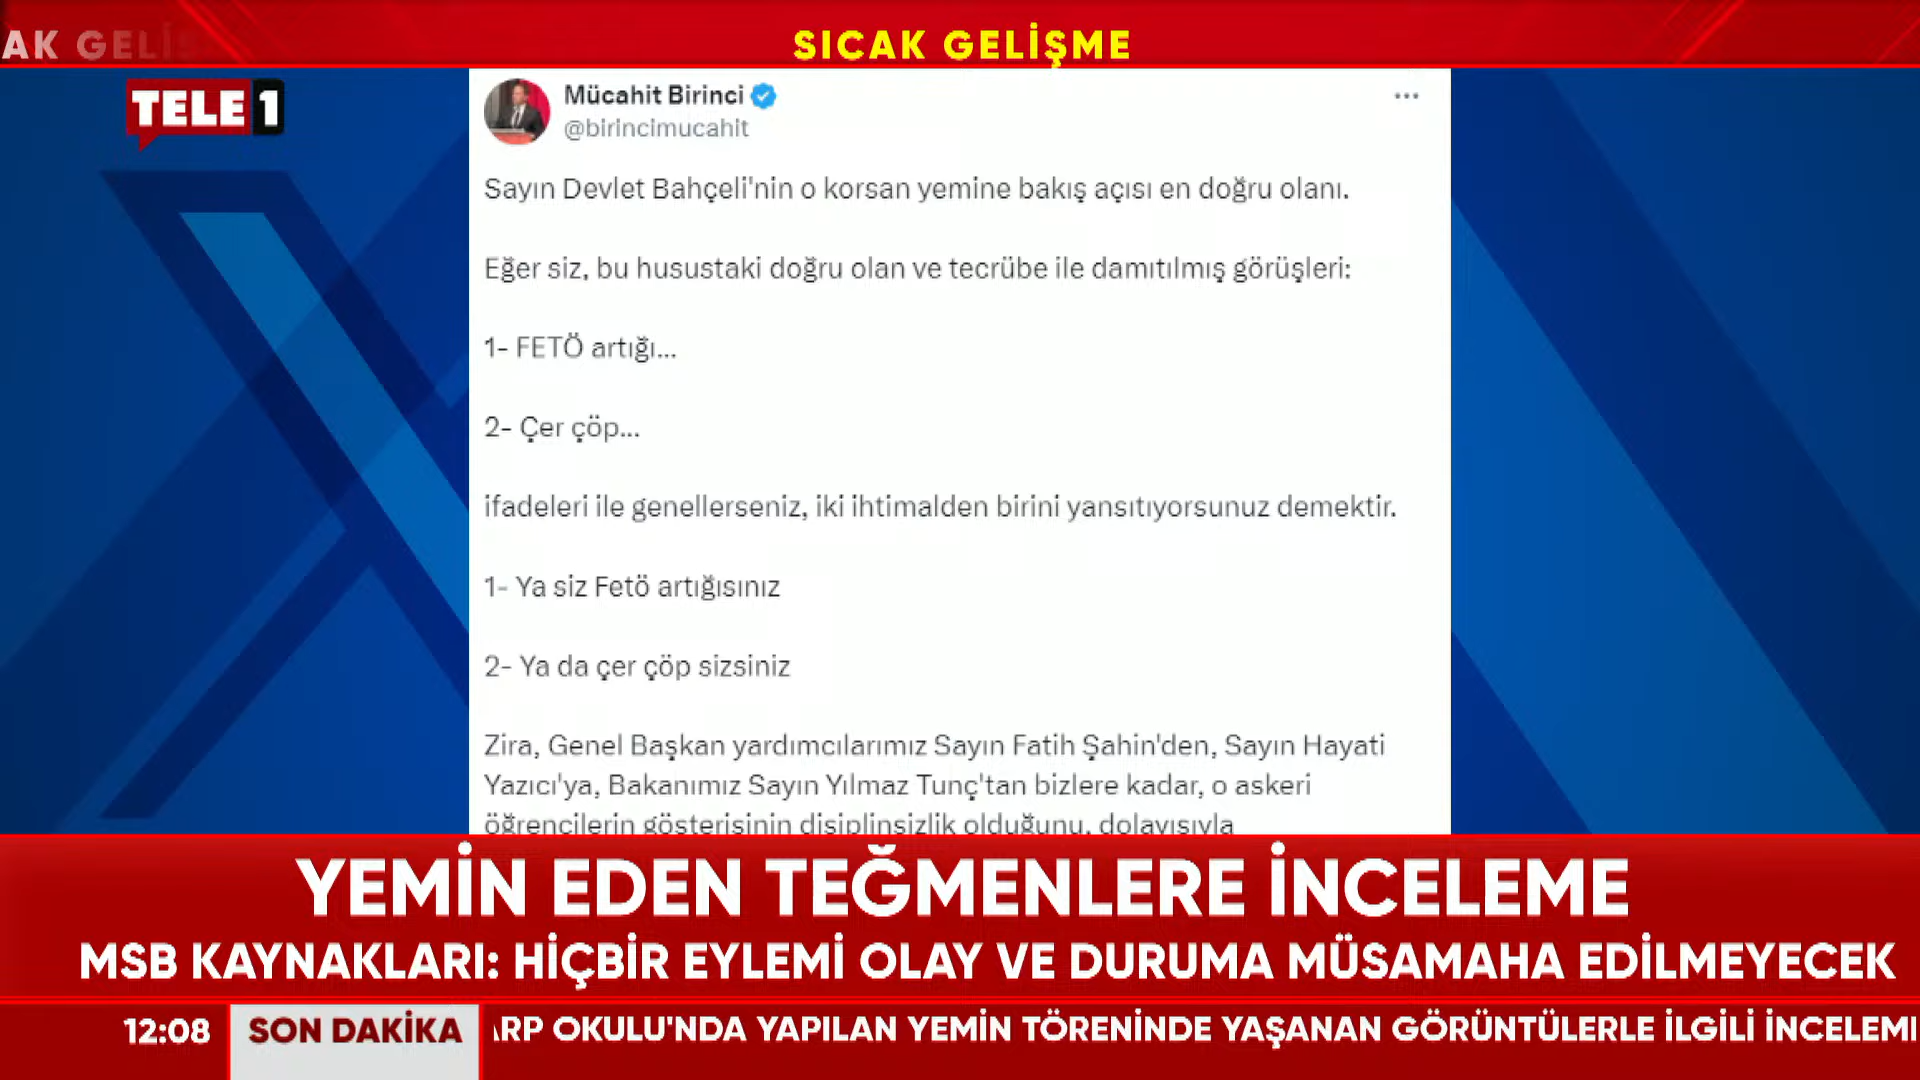 AK GELİŞ
SICAK GELİŞME
TELE1
Mücahit Birinci
@birincimucahit
Sayın Devlet Bahçeli'nin o korsan yemine bakış açısı en doğru olanı.
Eğer siz, bu husustaki doğru olan ve tecrübe ile damıtılmış görüşleri:
1- FETÖ artığı...
2- Çer çöp...
ifadeleri ile genellerseniz, iki ihtimalden birini yansıtıyorsunuz demektir.
1- Ya siz Fetö artığısınız
2- Ya da çer çöp sizsiniz
Zira, Genel Başkan yardımcılarımız Sayın Fatih Şahin'den, Sayın Hayati
Yazıcı'ya, Bakanımız Sayın Yılmaz Tunç'tan bizlere kadar, o askeri
öğrencilerin gösterisinin disiplinsizlik olduğunu, dolayısıyla
YEMİN EDEN TEĞMENLERE İNCELEME
MSB KAYNAKLARI: HİÇBİR EYLEMİ OLAY VE DURUMA MÜSAMAHA EDİLMEYECEK
12:08 SON DAKİKA ARP OKULU'NDA YAPILAN YEMİN TÖRENİNDE YAŞANAN GÖRÜNTÜLERLE İLGİLİ İNCELEMİ